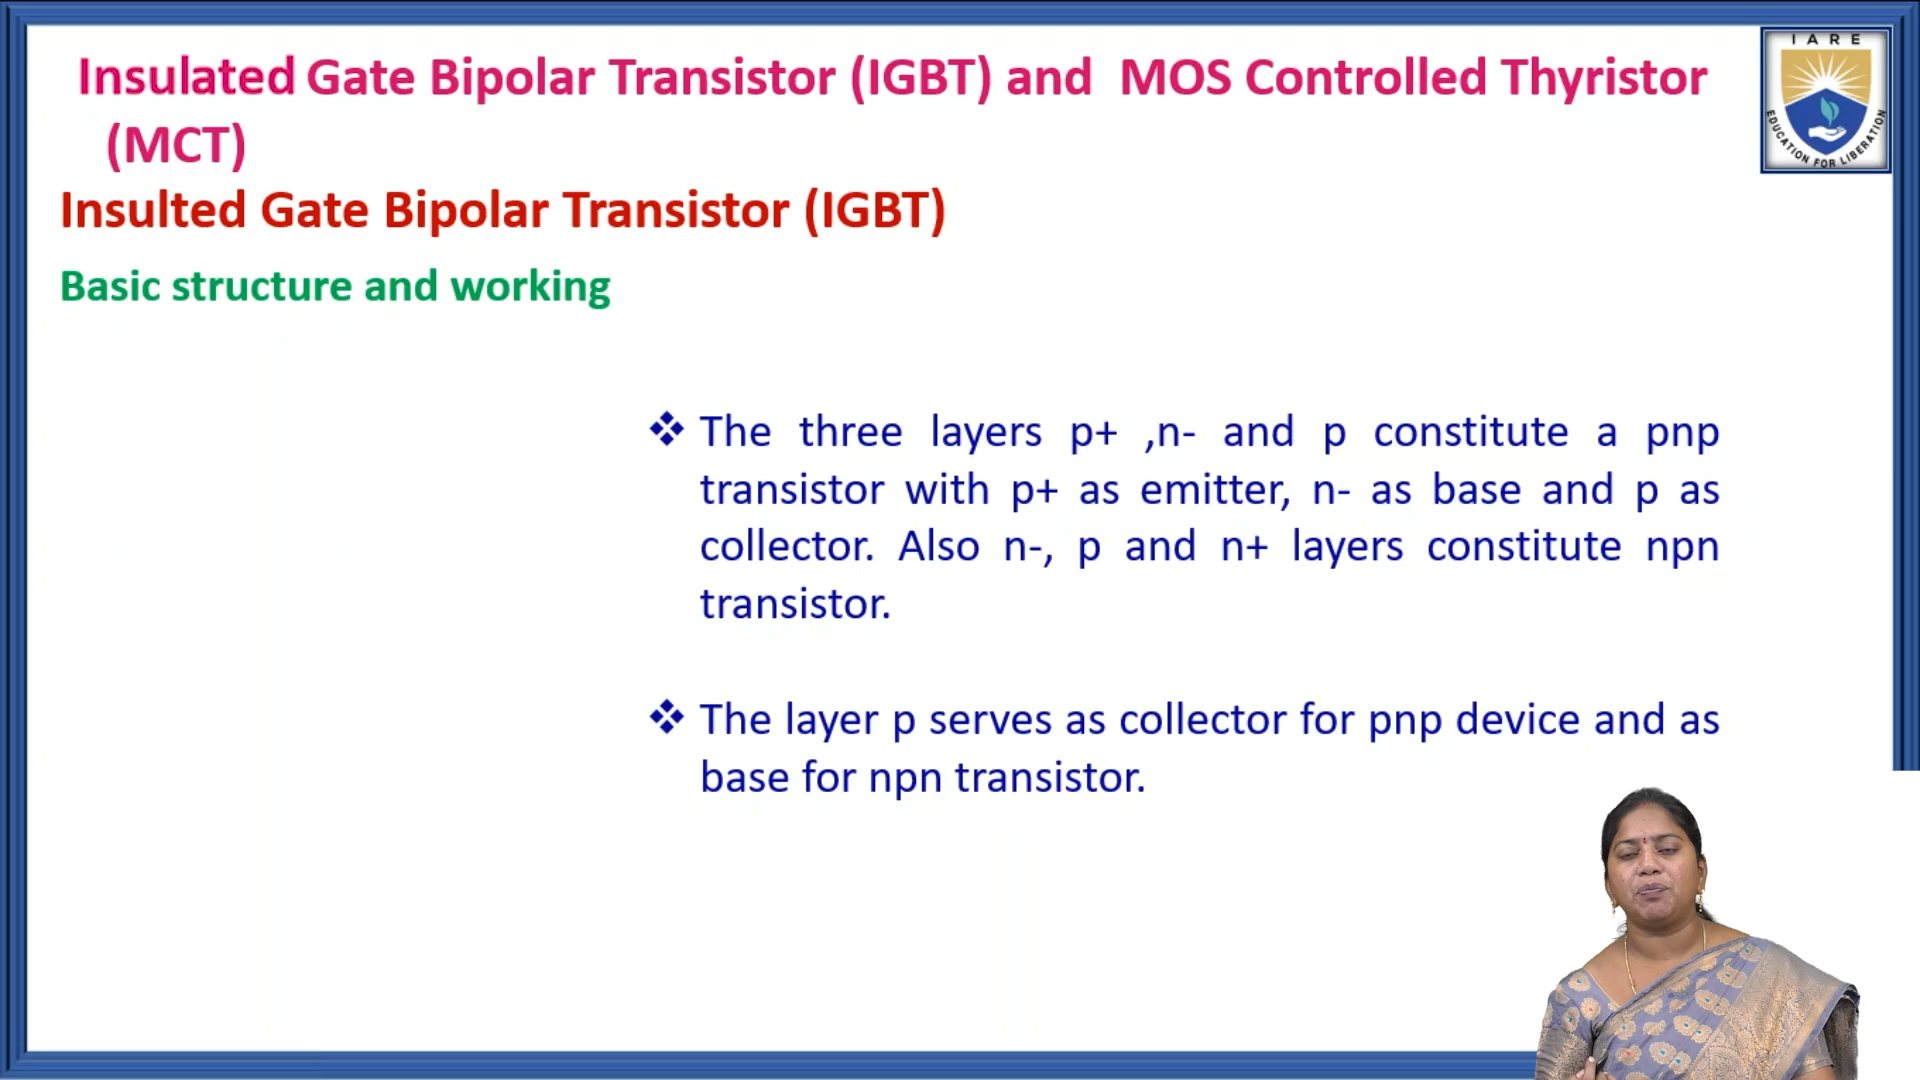 Insulated Gate Bipolar Transistor (IGBT) and MOS Controlled Thyristor
(MCT)
I A R E
EDUCATION FOR LIBERATION
Insulted Gate Bipolar Transistor (IGBT)
Basic structure and working
❖ The three layers p+ ,n- and p constitute a pnp
transistor with p+ as emitter, n- as base and p as
collector. Also n-, p and n+ layers constitute npn
transistor.
❖ The layer p serves as collector for pnp device and as
base for npn transistor.